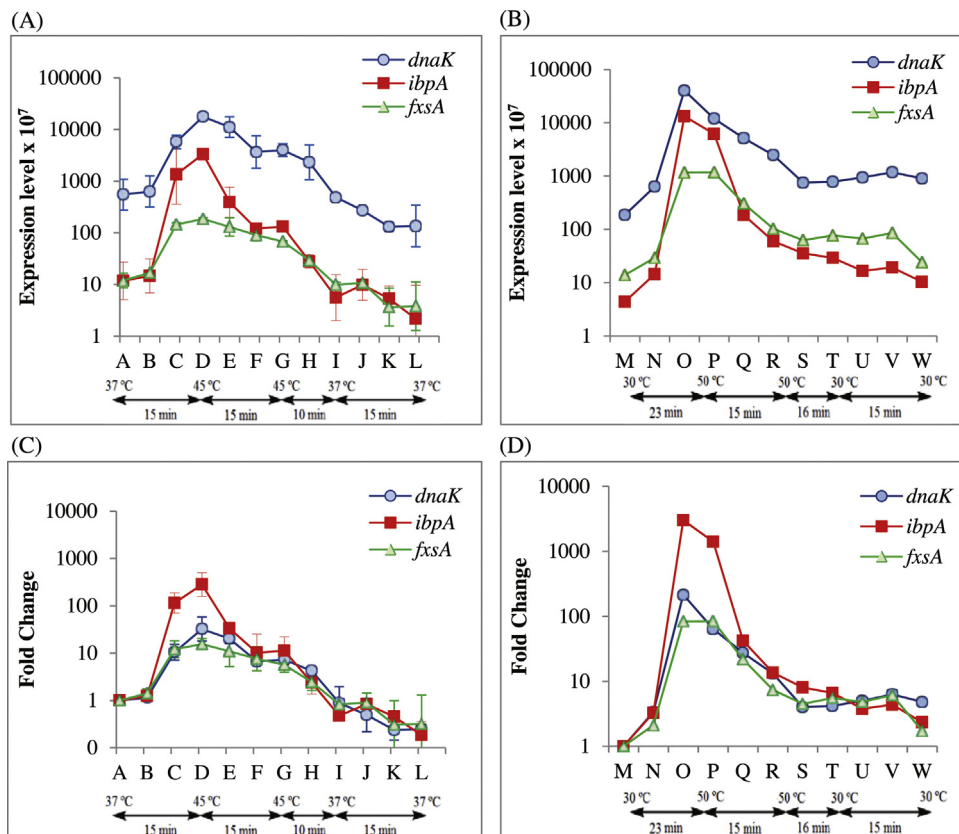 (A)
Expression level x 10⁷
100000
10000
1000
100
10
1
dnaK
ibpA
fxsA
A B C D E F G H I J K L
37 ºC 45 ºC 45 ºC 37 ºC 37 ºC
15 min 15 min 10 min 15 min
(B)
Expression level x 10⁷
100000
10000
1000
100
10
1
dnaK
ibpA
fxsA
M N O P Q R S T U V W
30 ºC 50 ºC 50 ºC 30 ºC 30 ºC
23 min 15 min 16 min 15 min
(C)
Fold Change
10000
1000
100
10
1
0
dnaK
ibpA
fxsA
A B C D E F G H I J K L
37 ºC 45 ºC 45 ºC 37 ºC 37 ºC
15 min 15 min 10 min 15 min
(D)
Fold Change
10000
1000
100
10
1
dnaK
ibpA
fxsA
M N O P Q R S T U V W
30 ºC 50 ºC 50 ºC 30 ºC 30 ºC
23 min 15 min 16 min 15 min